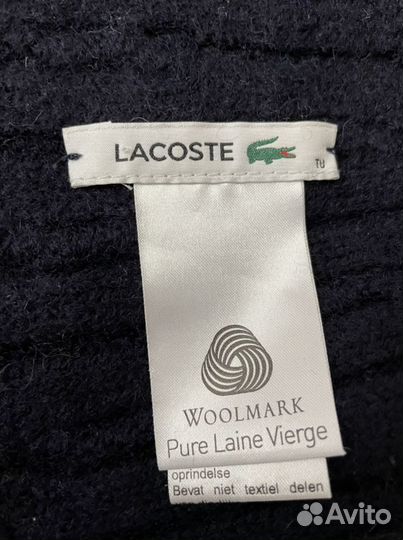 LACOSTE
TU
WOOLMARK
Pure Laine Vierge
oprindelse
Bevat niet textiel delen
Avito